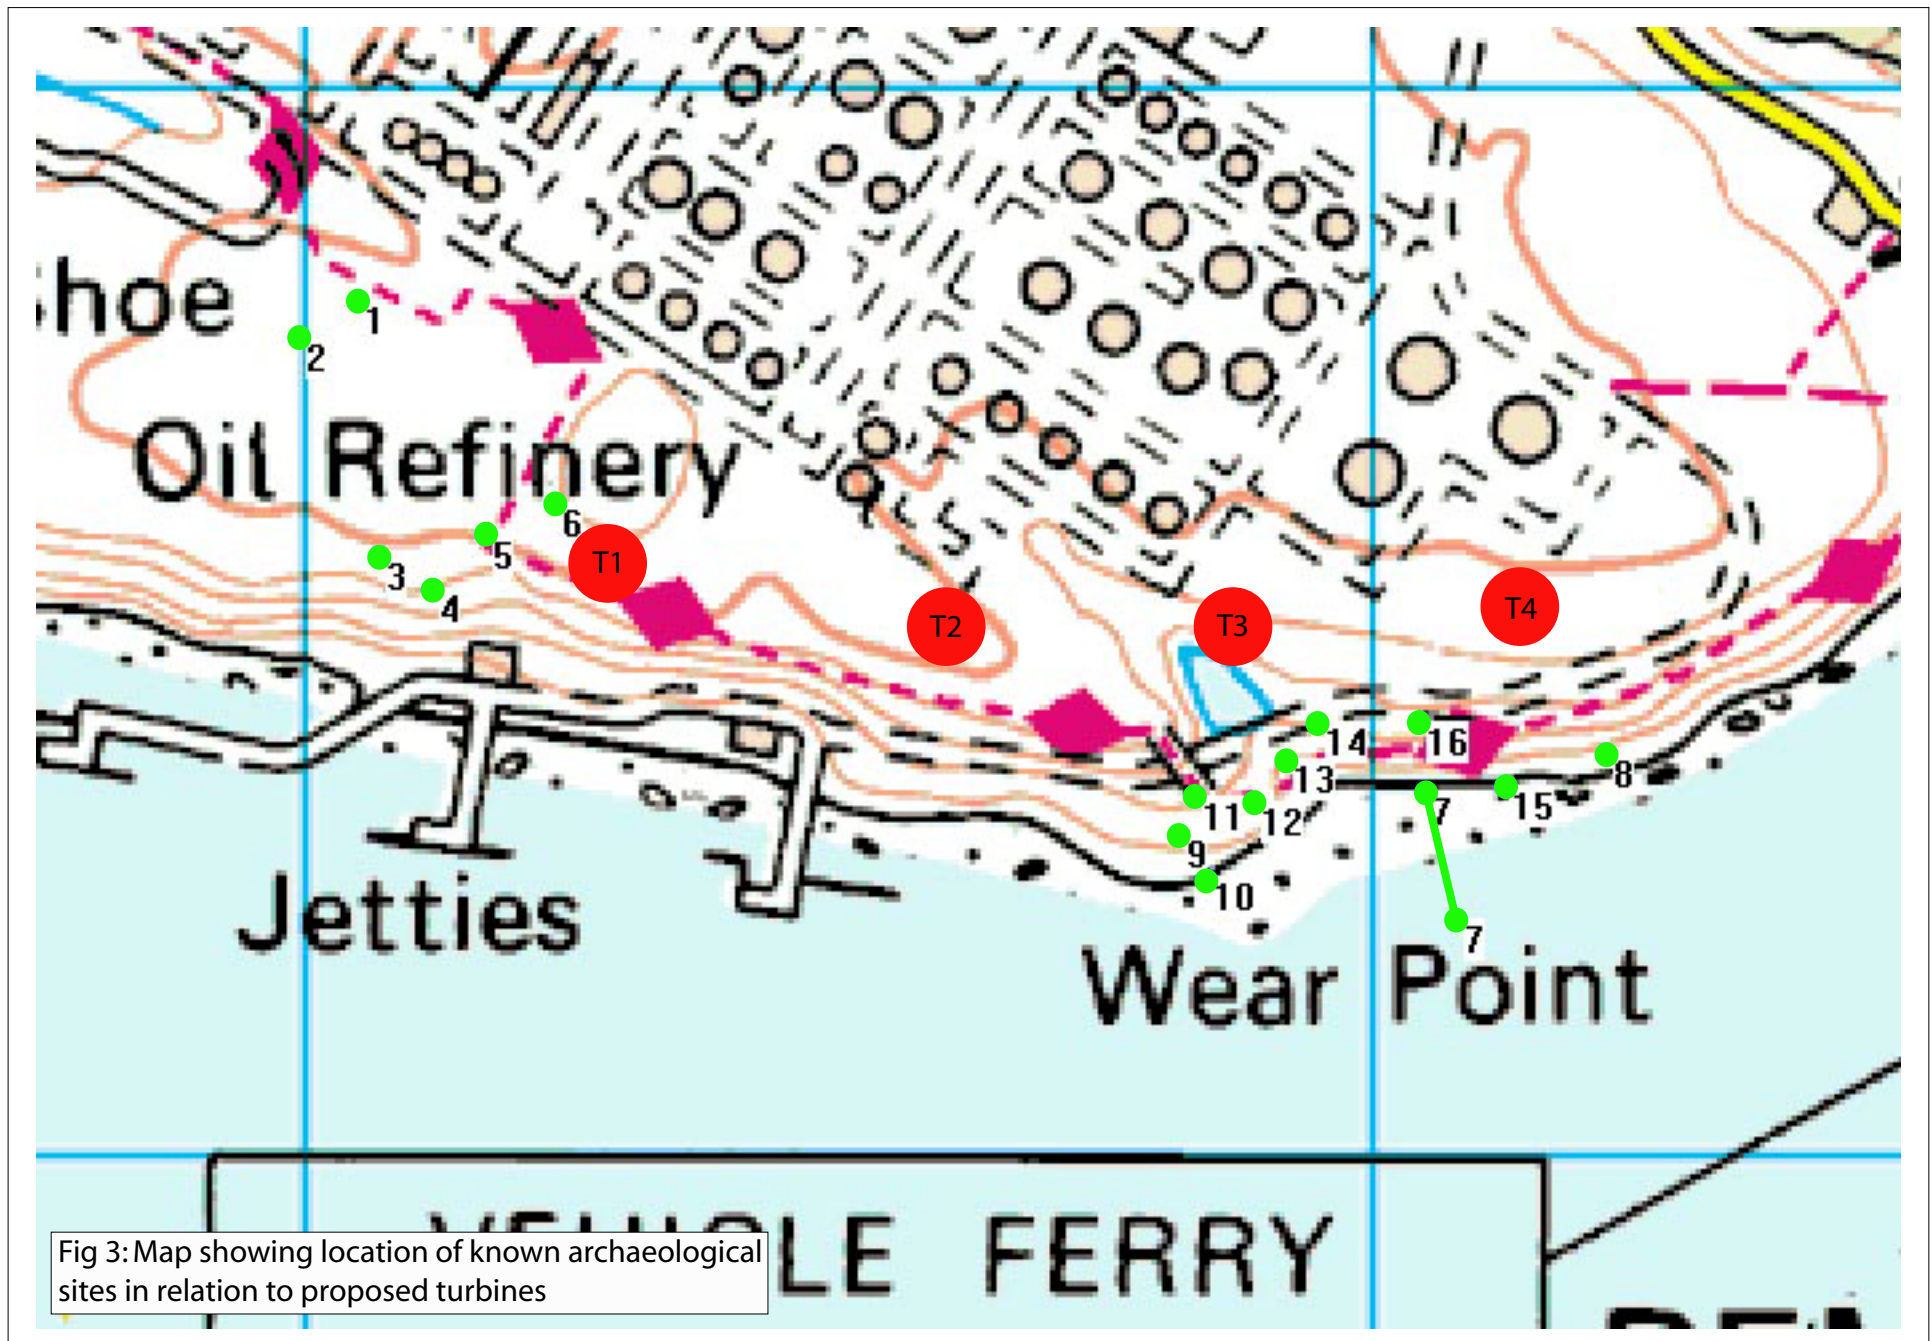 hoe
1
2
Oil Refinery
6
5
T1
3
4
T2
T3
T4
14
16
13
8
7
15
11
12
9
10
Jetties
7
Wear Point
LE FERRY
Fig 3: Map showing location of known archaeological
sites in relation to proposed turbines